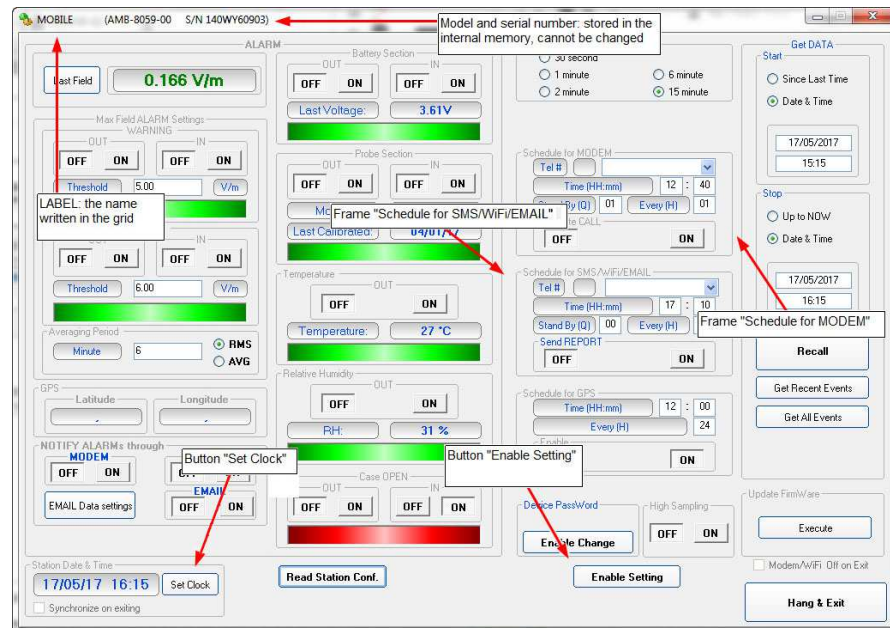 MOBILE (AMB-8059-00 S/N 140WY60903)
Model and serial number: stored in the
internal memory, cannot be changed
ALARM
Last Field 0.166 V/m
Max Field ALARM Settings
WARNING
OUT IN
OFF ON OFF ON
Threshold 5.00 V/m
LABEL: the name
written in the grid
OUT IN
OFF ON OFF ON
Threshold 6.00 V/m
Averaging Period
Minute 6 RMS
AVG
GPS
Latitude Longitude
NOTIFY ALARMs through
MODEM
OFF ON
EMAIL
EMAIL Data settings OFF ON
Button "Set Clock"
Station Date & Time
17/05/17 16:15 Set Clock
Synchronize on exiting
Battery Section
OUT IN
OFF ON OFF ON
Last Voltage: 3.61V
Probe Section
OUT IN
OFF ON OFF ON
Last Calibrated: 04/01/17
Frame "Schedule for SMS/WiFi/EMAIL"
Temperature
OUT
OFF ON
Temperature: 27 °C
Relative Humidity
OUT
OFF ON
RH: 31 %
Case OPEN
OUT IN
OFF ON OFF ON
Read Station Conf.
30 second
1 minute 6 minute
2 minute 15 minute
Schedule for MODEM
Tel #
Time (HH:mm) 12 : 40
Stand By (Q) 01 Every (H) 01
CALL
OFF ON
Schedule for SMS/WiFi/EMAIL
Tel #
Time (HH:mm) 17 : 10
Stand By (Q) 00 Every (H)
Send REPORT
OFF ON
Frame "Schedule for MODEM"
Schedule for GPS
Time (HH:mm) 12 : 00
Every (H) 24
Enable
ON
Button "Enable Setting"
Device PassWord
Enable Change
High Sampling
OFF ON
Enable Setting
Get DATA
Start
Since Last Time
Date & Time
17/05/2017
15:15
Stop
Up to NOW
Date & Time
17/05/2017
16:15
Recall
Get Recent Events
Get All Events
Update FirmWare
Execute
Modem/WiFi Off on Exit
Hang & Exit